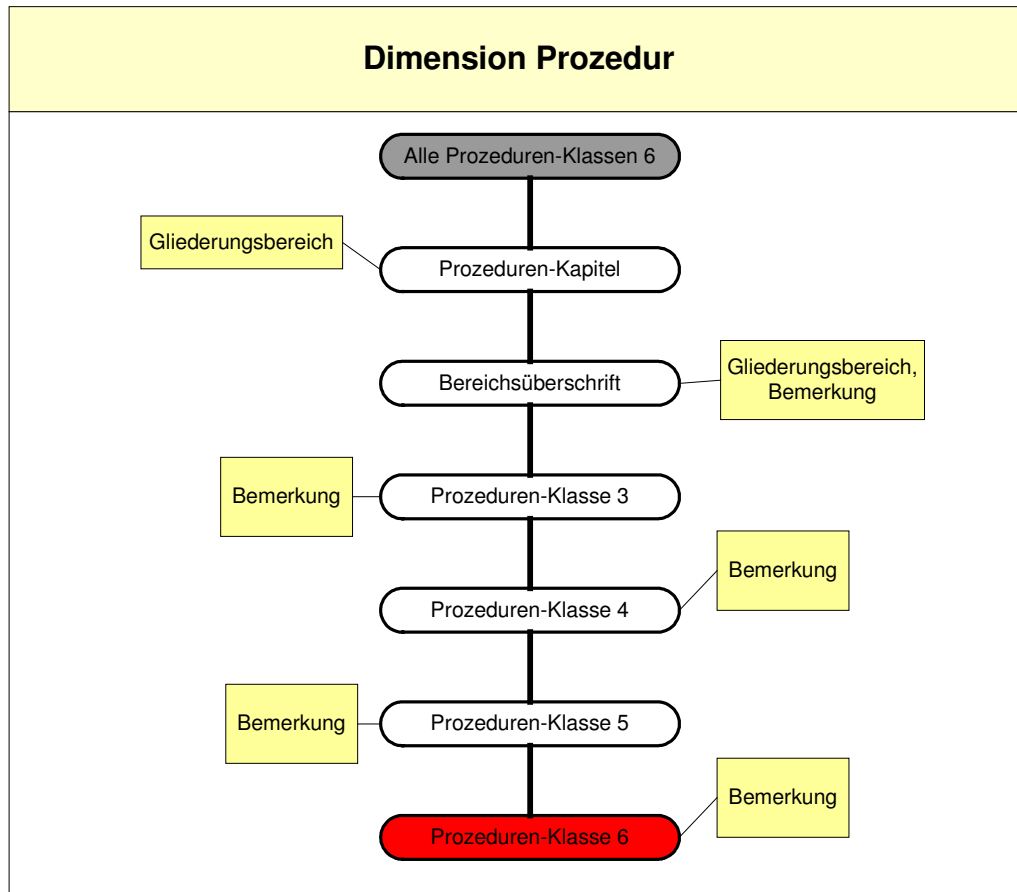 Dimension Prozedur
Alle Prozeduren-Klassen 6
Gliederungsbereich
Prozeduren-Kapitel
Bereichsüberschrift
Gliederungsbereich,
Bemerkung
Bemerkung
Prozeduren-Klasse 3
Bemerkung
Prozeduren-Klasse 4
Bemerkung
Prozeduren-Klasse 5
Bemerkung
Prozeduren-Klasse 6